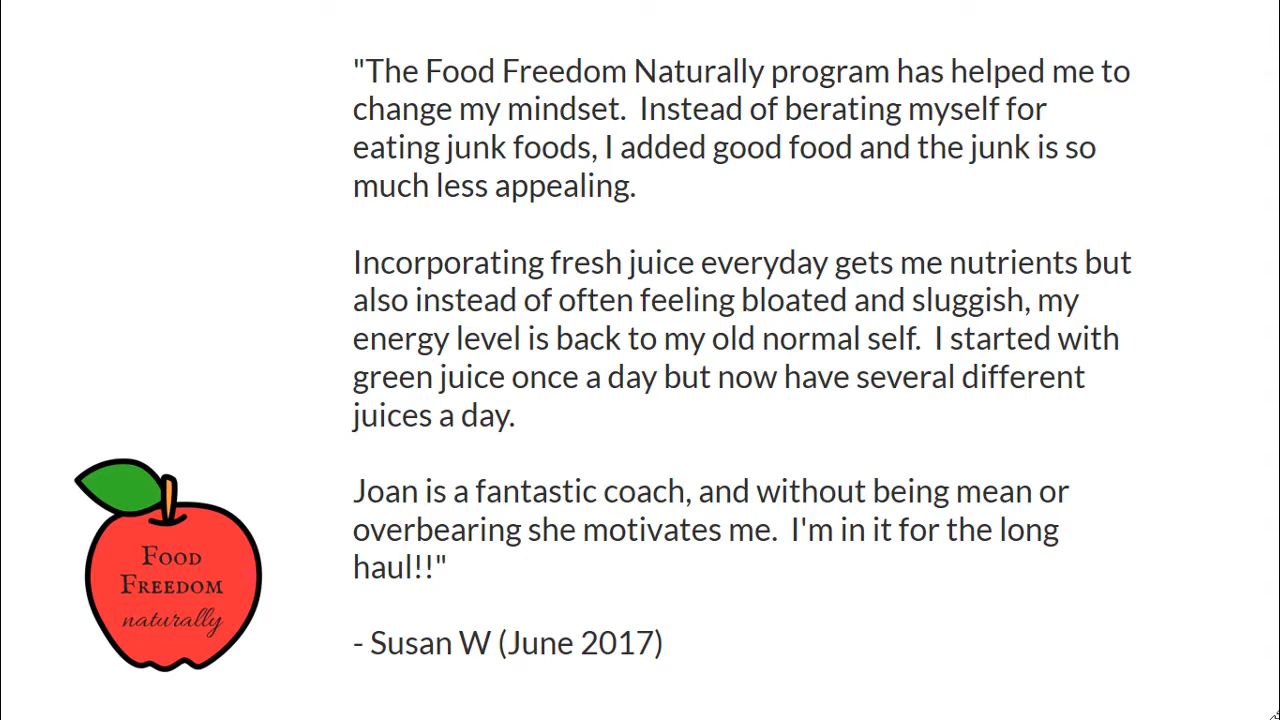 "The Food Freedom Naturally program has helped me to
change my mindset.  Instead of berating myself for
eating junk foods, I added good food and the junk is so
much less appealing.
Incorporating fresh juice everyday gets me nutrients but
also instead of often feeling bloated and sluggish, my
energy level is back to my old normal self.  I started with
green juice once a day but now have several different
juices a day.
Joan is a fantastic coach, and without being mean or
overbearing she motivates me.  I'm in it for the long
haul!!"
- Susan W (June 2017)
Food
Freedom
naturally